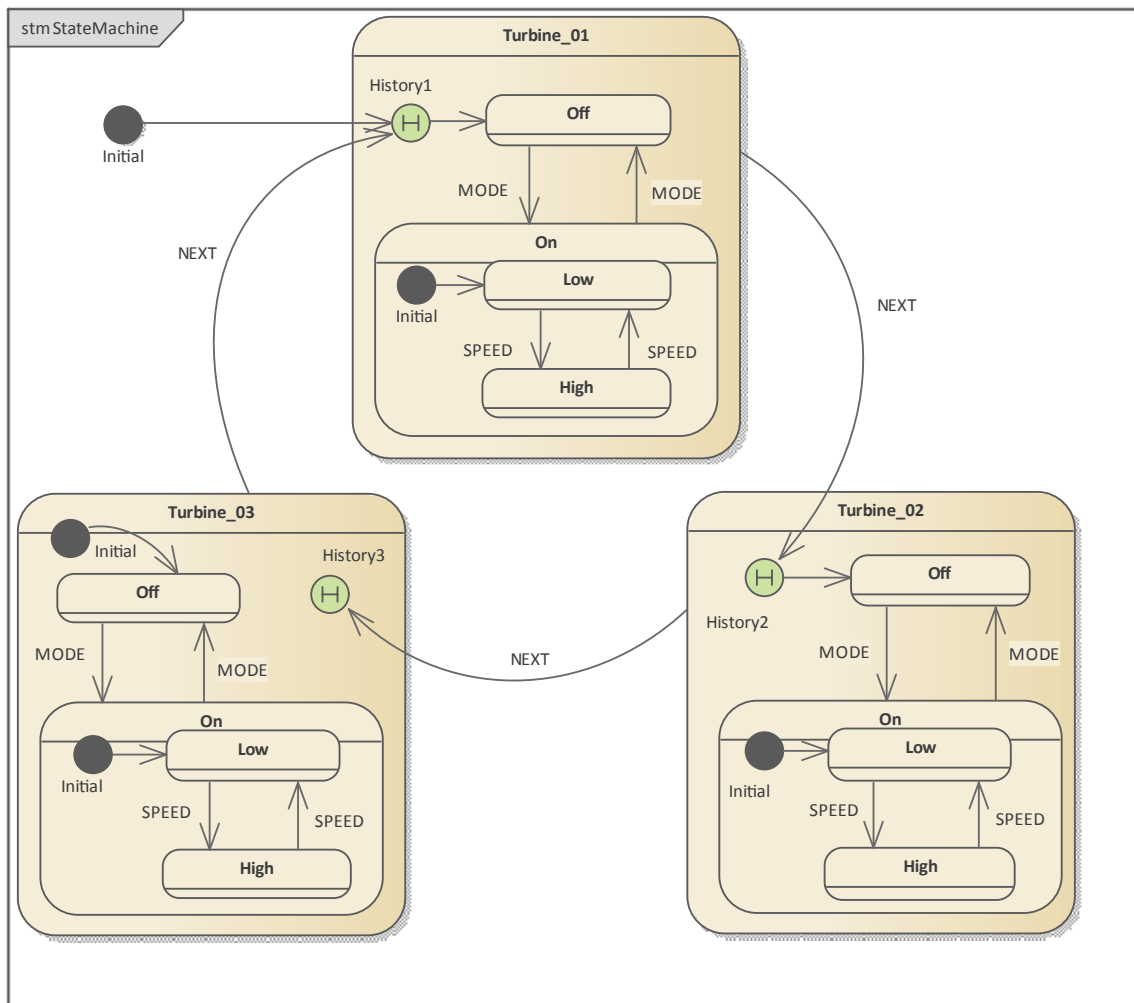 stm StateMachine
Turbine_01
History1
H
Off
Initial
MODE
MODE
On
Low
Initial
SPEED
SPEED
High
NEXT
NEXT
Turbine_03
Initial
History3
H
Off
MODE
MODE
On
Low
Initial
SPEED
SPEED
High
NEXT
Turbine_02
H
Off
History2
MODE
MODE
On
Low
Initial
SPEED
SPEED
High